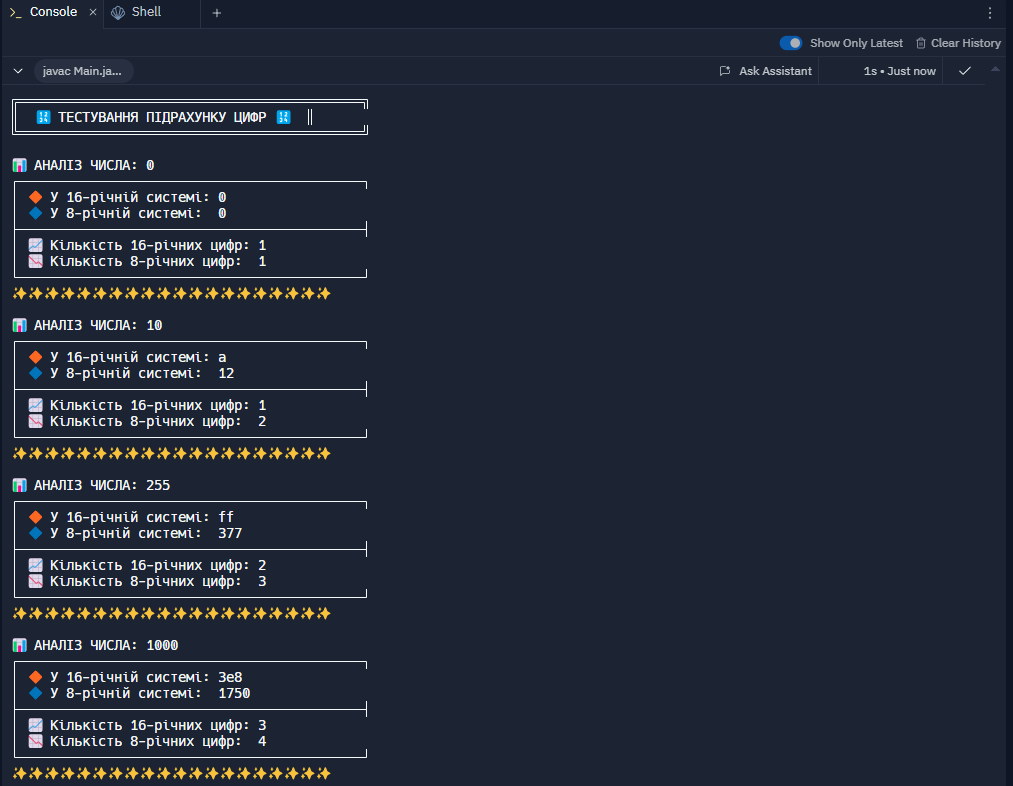 Console
Shell
Show Only Latest
Clear History
javac Main.ja...
Ask Assistant
1s • Just now
🔢 ТЕСТУВАННЯ ПІДРАХУНКУ ЦИФР 🔢
📊 АНАЛІЗ ЧИСЛА: 0
🔶 У 16-річній системі: 0
🔷 У 8-річній системі: 0
📈 Кількість 16-річних цифр: 1
📉 Кількість 8-річних цифр: 1
✨✨✨✨✨✨✨✨✨✨✨✨✨✨✨✨✨✨✨✨
📊 АНАЛІЗ ЧИСЛА: 10
🔶 У 16-річній системі: a
🔷 У 8-річній системі: 12
📈 Кількість 16-річних цифр: 1
📉 Кількість 8-річних цифр: 2
✨✨✨✨✨✨✨✨✨✨✨✨✨✨✨✨✨✨✨✨
📊 АНАЛІЗ ЧИСЛА: 255
🔶 У 16-річній системі: ff
🔷 У 8-річній системі: 377
📈 Кількість 16-річних цифр: 2
📉 Кількість 8-річних цифр: 3
✨✨✨✨✨✨✨✨✨✨✨✨✨✨✨✨✨✨✨✨
📊 АНАЛІЗ ЧИСЛА: 1000
🔶 У 16-річній системі: 3e8
🔷 У 8-річній системі: 1750
📈 Кількість 16-річних цифр: 3
📉 Кількість 8-річних цифр: 4
✨✨✨✨✨✨✨✨✨✨✨✨✨✨✨✨✨✨✨✨